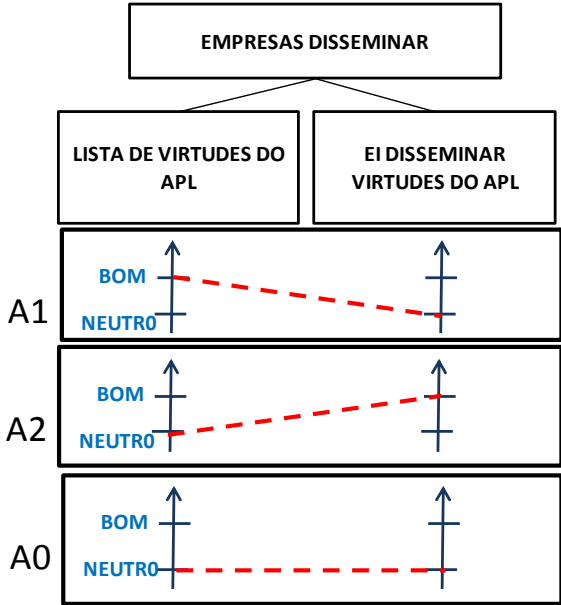 EMPRESAS DISSEMINAR
LISTA DE VIRTUDES DO
APL
EI DISSEMINAR
VIRTUDES DO APL
A1
BOM
NEUTR0
A2
BOM
NEUTR0
A0
BOM
NEUTR0